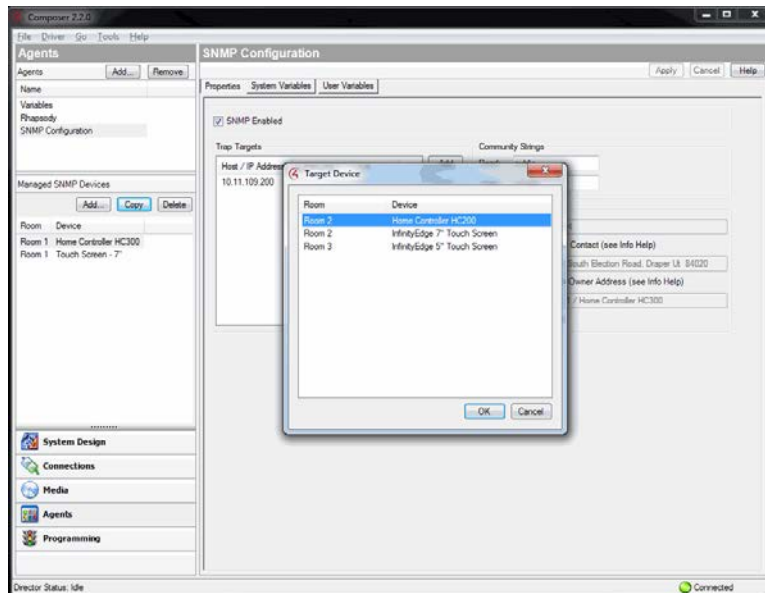 Composer 2.2.0
File Driver Go Tools Help
Agents
Agents Add... Remove
Name
Variables
Rhapsody
SNMP Configuration
Managed SNMP Devices
Add... Copy Delete
Room Device
Room 1 Home Controller HC300
Room 1 Touch Screen - 7"
System Design
Connections
Media
Agents
Programming
SNMP Configuration
Apply Cancel Help
Properties System Variables User Variables
SNMP Enabled
Trap Targets
Host / IP Address
10.11.109.200
Community Strings
Target Device
Room Device
Room 2 Home Controller HC200
Room 2 InfinityEdge 7" Touch Screen
Room 3 InfinityEdge 5" Touch Screen
OK Cancel
Contact (see Info Help)
South Election Road, Draper Ut 84020
Owner Address (see Info Help)
/ Home Controller HC300
Director Status: Idle
Connected